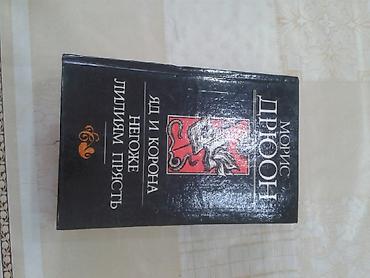 МОРИС
ДРЮОН
ЯД И КОРОНА
НЕГОЖЕ
ЛИЛИЯМ ПРЯСТЬ